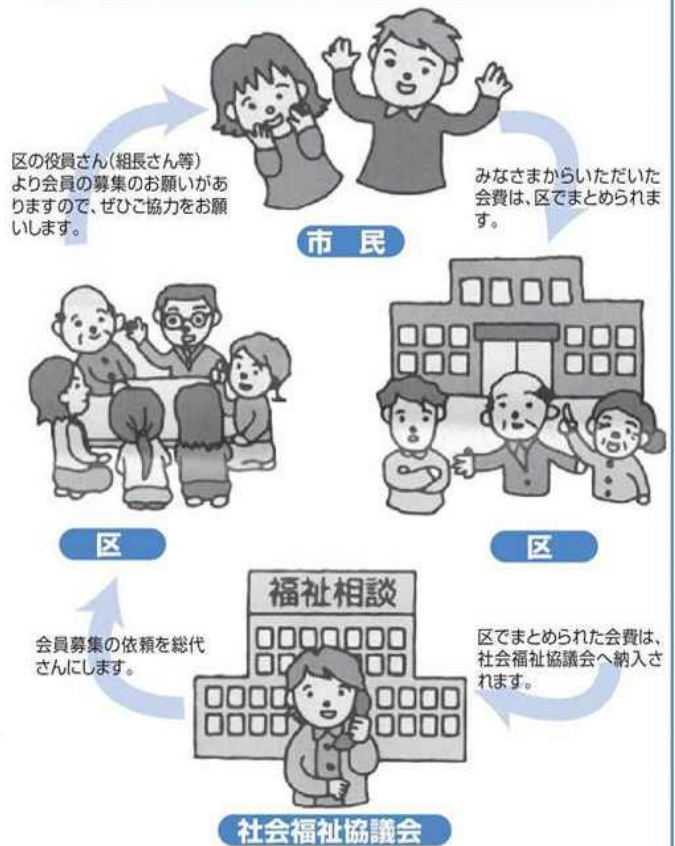 区の役員さん(組長さん等)
より会員の募集のお願いがあ
りますので、ぜひご協力をお願
いします。
みなさまからいただいた
会費は、区でまとめられま
す。
市民
区
区
福祉相談
会員募集の依頼を総代
さんにします。
区でまとめられた会費は、
社会福祉協議会へ納入さ
れます。
社会福祉協議会